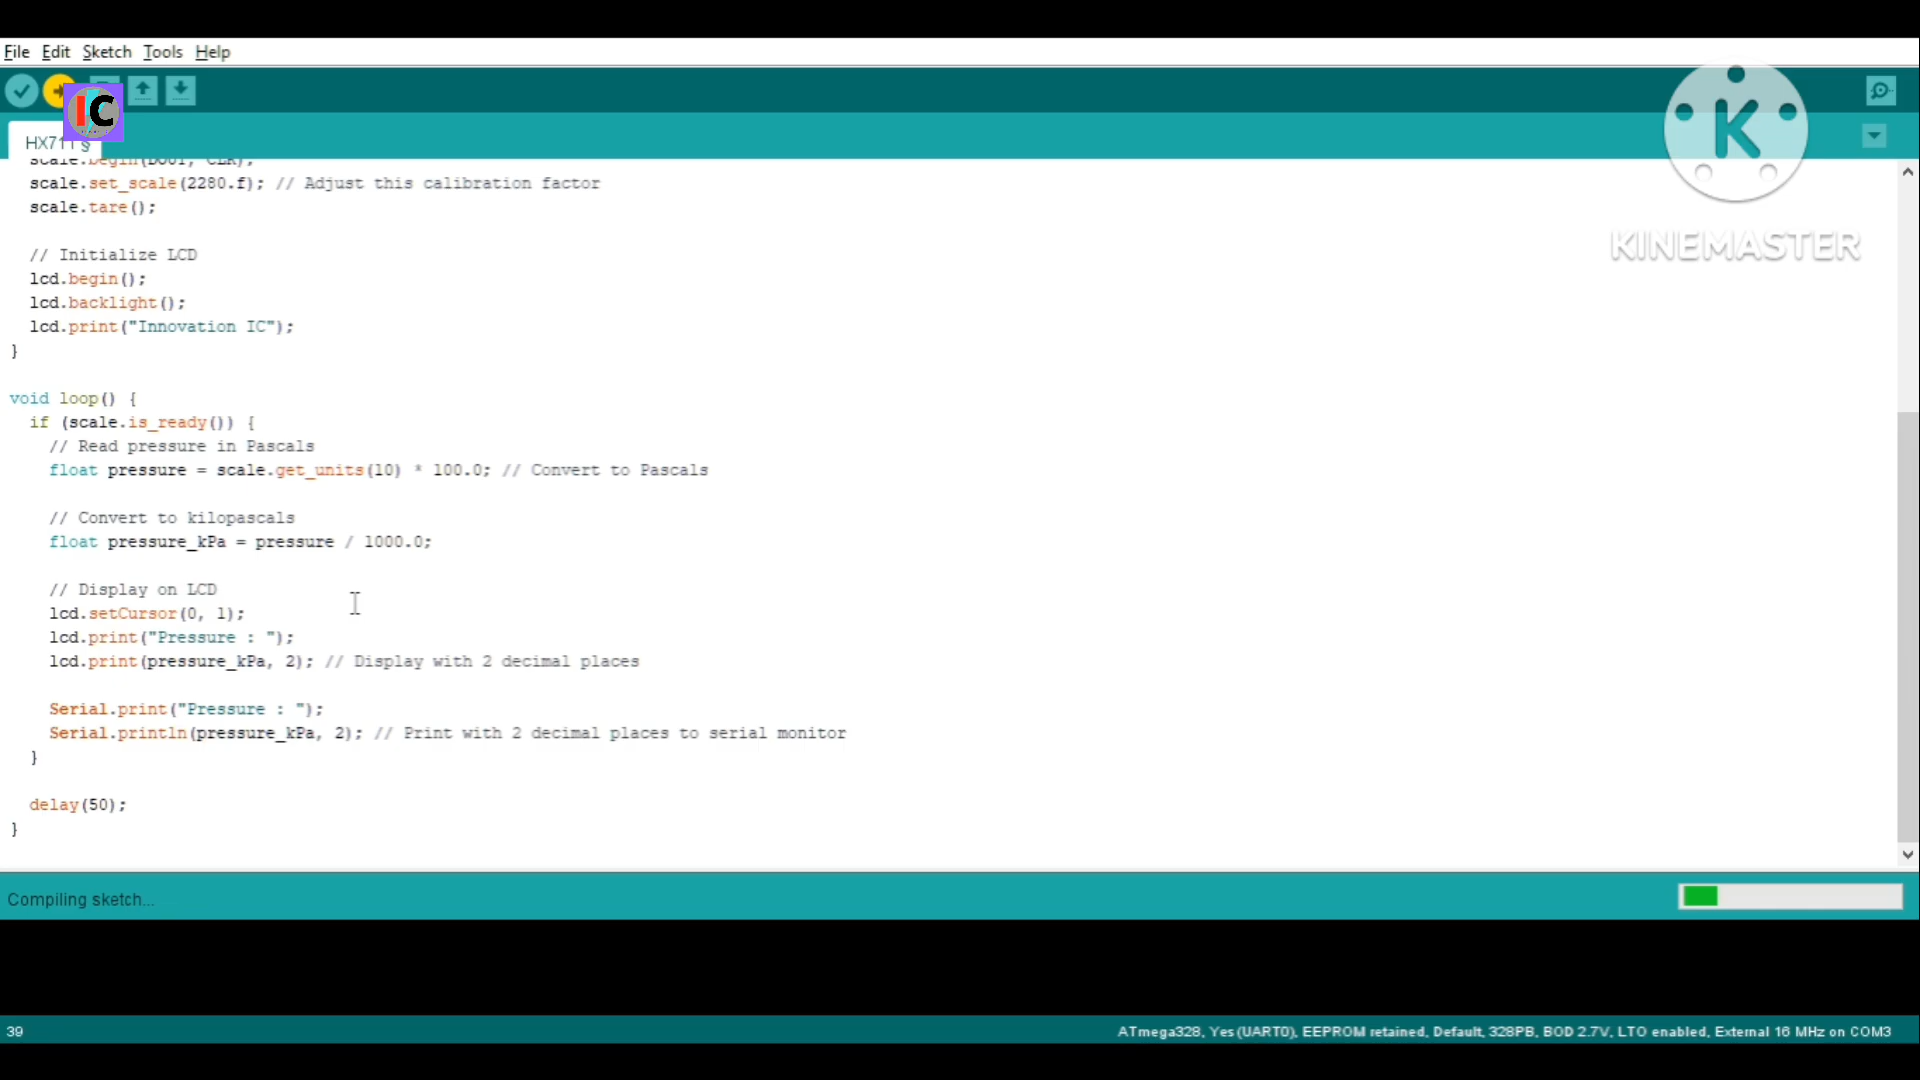 File Edit Sketch Tools Help
IC
HX711 §
scale.begin(DOUT, CLK);
scale.set_scale(2280.f); // Adjust this calibration factor
scale.tare();
// Initialize LCD
lcd.begin();
lcd.backlight();
lcd.print("Innovation IC");
}
void loop() {
if (scale.is_ready()) {
// Read pressure in Pascals
float pressure = scale.get_units(10) * 100.0; // Convert to Pascals
// Convert to kilopascals
float pressure_kPa = pressure / 1000.0;
// Display on LCD
lcd.setCursor(0, 1);
lcd.print("Pressure : ");
lcd.print(pressure_kPa, 2); // Display with 2 decimal places
Serial.print("Pressure : ");
Serial.println(pressure_kPa, 2); // Print with 2 decimal places to serial monitor
}
delay(50);
}
K
KINEMASTER
Compiling sketch...
39
ATmega328, Yes (UART0), EEPROM retained, Default, 328PB, BOD 2.7V, LTO enabled, External 16 MHz on COM3